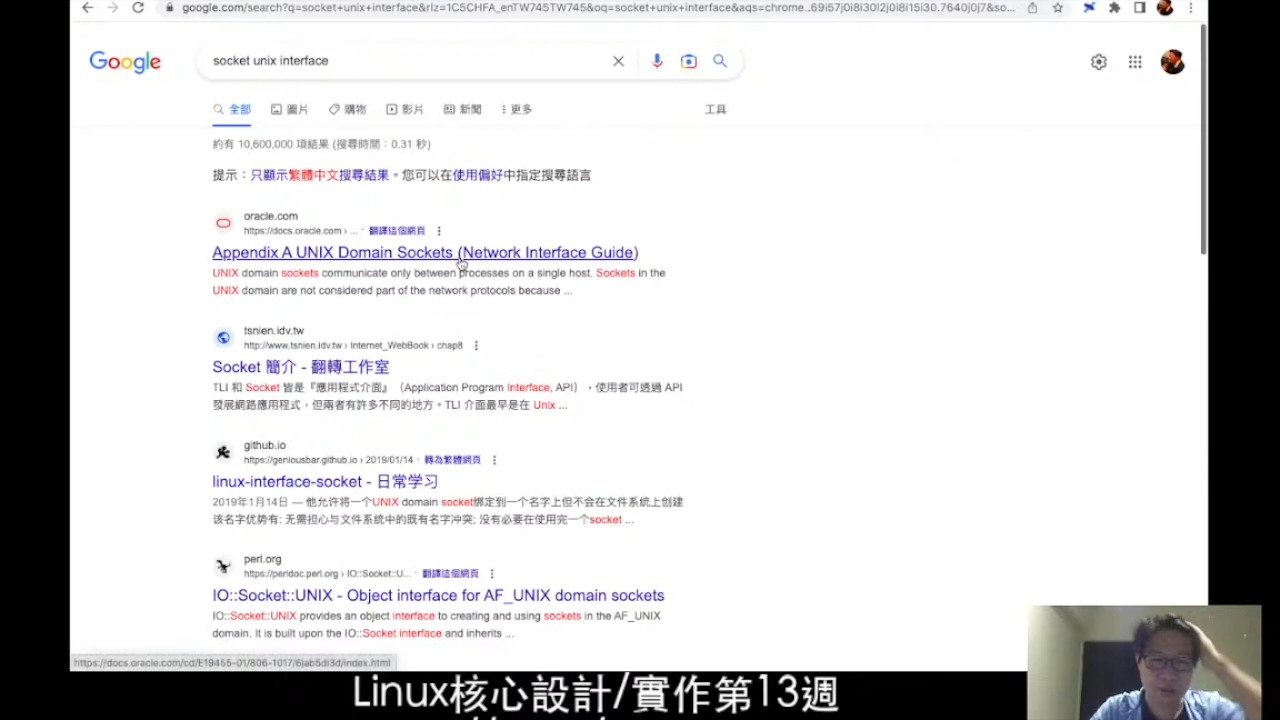 google.com/search?q=socket+unix+interface&rlz=1C5CHFA_enTW745TW745&oq=socket+unix+interface&aqs=chrome..69i57j0i8i30l2j0i8i15i30.7640j0j7&so...
Google
socket unix interface
全部 圖片 購物 影片 新聞 更多 工具
約有 10,600,000 項結果 (搜尋時間：0.31 秒)
提示：只顯示繁體中文搜尋結果。您可以在使用偏好中指定搜尋語言
oracle.com
https://docs.oracle.com › ... · 翻譯這個網頁
Appendix A UNIX Domain Sockets (Network Interface Guide)
UNIX domain sockets communicate only between processes on a single host. Sockets in the
UNIX domain are not considered part of the network protocols because ...
tsnien.idv.tw
http://www.tsnien.idv.tw › Internet_WebBook › chap8
Socket 簡介 - 翻轉工作室
TLI 和 Socket 皆是『應用程式介面』（Application Program Interface, API），使用者可透過 API
發展網路應用程式，但兩者有許多不同的地方。TLI 介面最早是在 Unix ...
github.io
https://geniousbar.github.io › 2019/01/14 · 轉為繁體網頁
linux-interface-socket - 日常学习
2019年1月14日 — 他允许将一个UNIX domain socket绑定到一个名字上但不会在文件系统上创建
该名字优势有: 无需担心与文件系统中的既有名字冲突; 没有必要在使用完一个socket ...
perl.org
https://perldoc.perl.org › IO::Socket::U... · 翻譯這個網頁
IO::Socket::UNIX - Object interface for AF_UNIX domain sockets
IO::Socket::UNIX provides an object interface to creating and using sockets in the AF_UNIX
domain. It is built upon the IO::Socket interface and inherits ...
https://docs.oracle.com/cd/E19455-01/806-1017/6jab5di3d/index.html
Linux核心設計/實作第13週